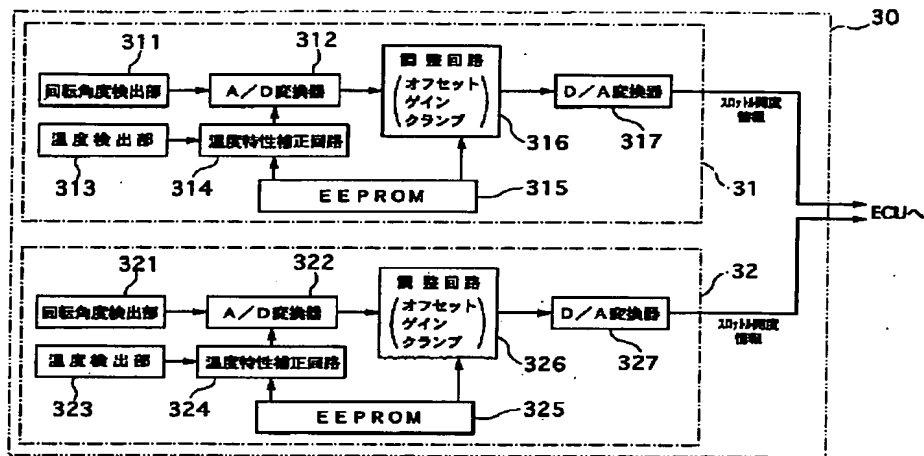 30
311
312
調整回路
オフセット
ゲイン
クランプ
回転角度検出部
A/D変換器
D/A変換器
スロットル開度
情報
温度検出部
温度特性補正回路
316
317
313
314
EEPROM
315
31
ECUへ
321
322
調整回路
オフセット
ゲイン
クランプ
32
回転角度検出部
A/D変換器
D/A変換器
スロットル開度
情報
温度検出部
温度特性補正回路
326
327
323
324
EEPROM
325